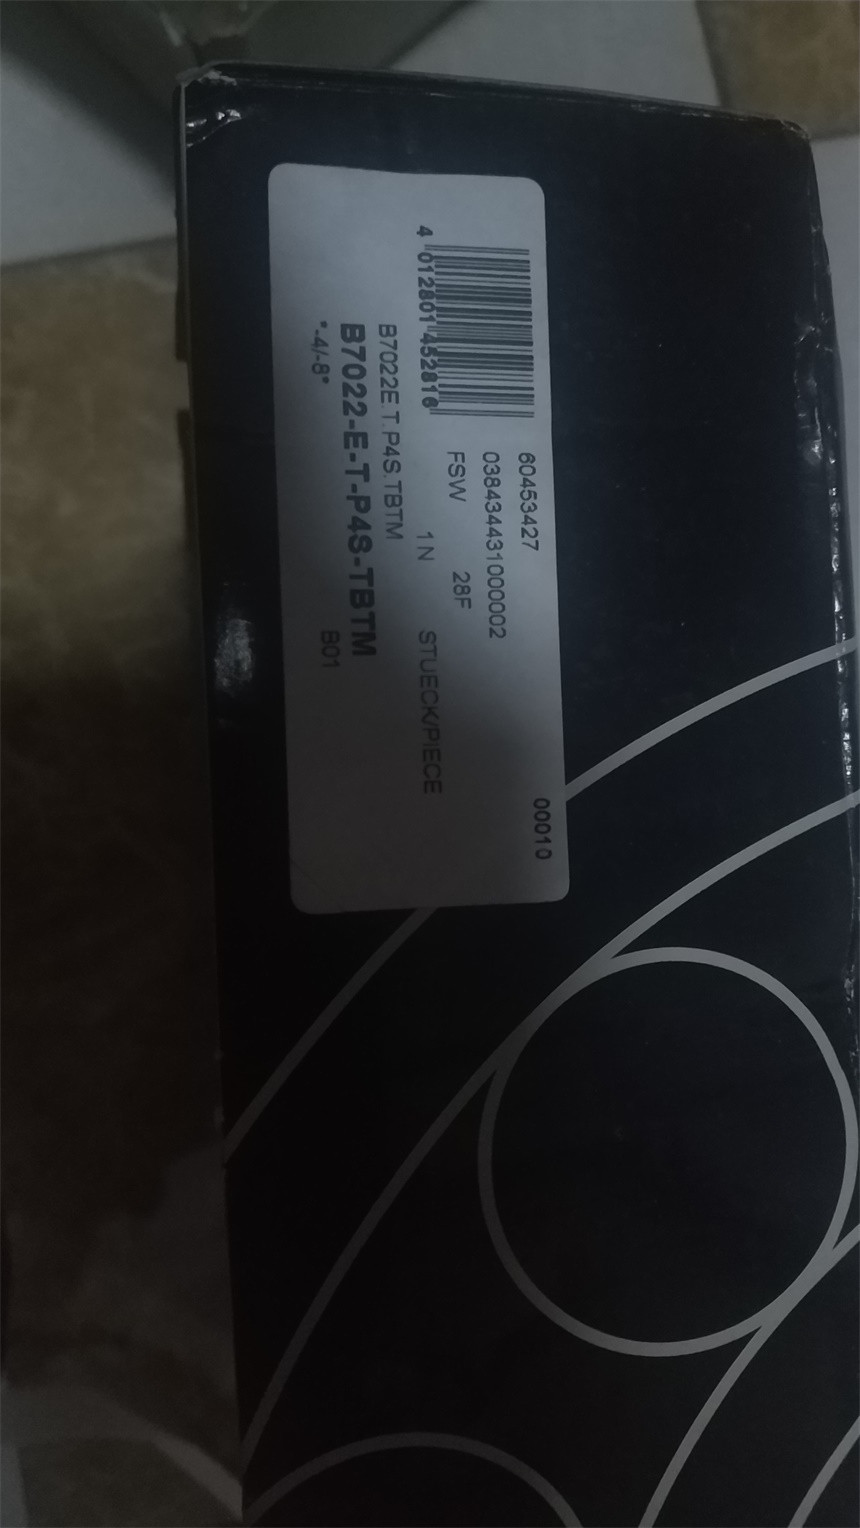 60453427
00010
038434431000002
FSW 28F
4 012801 452816
1 N STUECK/PIECE
B7022E.T.P4S.TBTM
B7022-E-T-P4S-TBTM
*-4/-8* B01